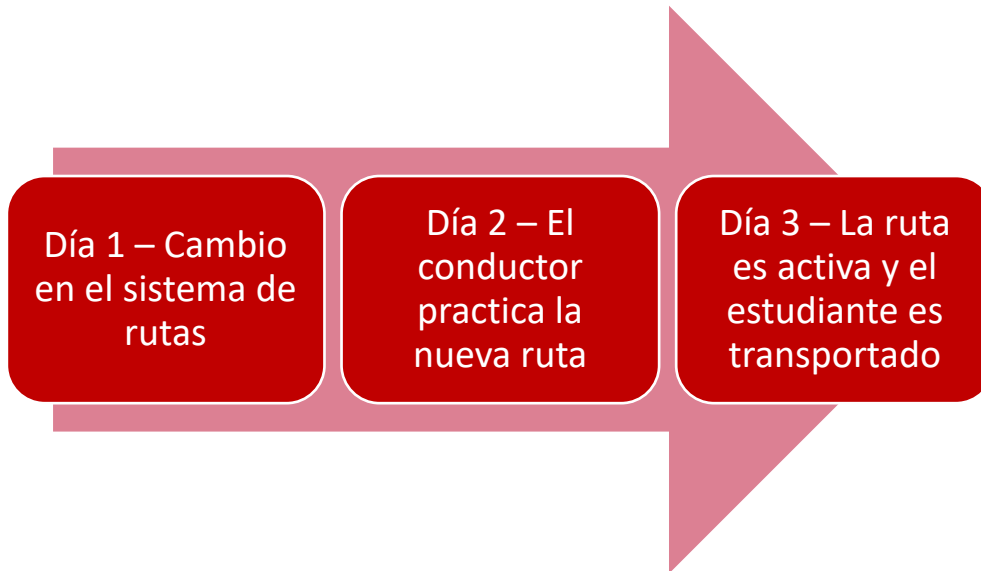 Día 1 – Cambio
en el sistema de
rutas
Día 2 – El
conductor
practica la
nueva ruta
Día 3 – La ruta
es activa y el
estudiante es
transportado